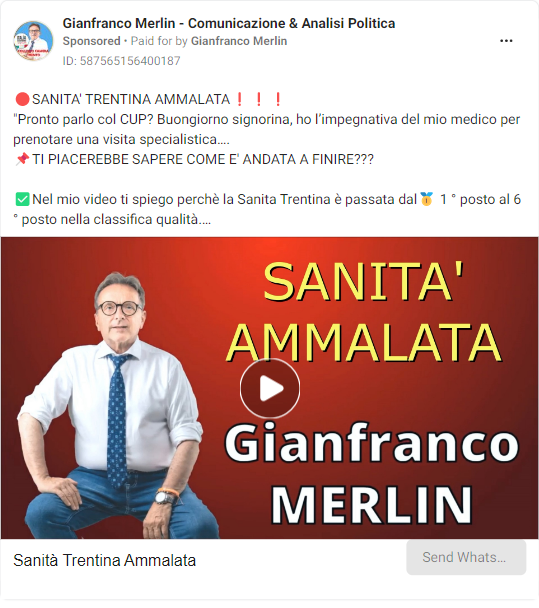 Gianfranco Merlin - Comunicazione & Analisi Politica
Sponsored • Paid for by Gianfranco Merlin
ID: 587565156400187
🔴SANITA' TRENTINA AMMALATA❗❗❗
"Pronto parlo col CUP? Buongiorno signorina, ho l’impegnativa del mio medico per
prenotare una visita specialistica....
📌TI PIACEREBBE SAPERE COME E' ANDATA A FINIRE???
✅Nel mio video ti spiego perchè la Sanita Trentina è passata dal🥇 1 ° posto al 6
° posto nella classifica qualità....
SANITA'
AMMALATA
Gianfranco
MERLIN
Sanità Trentina Ammalata
Send Whats...